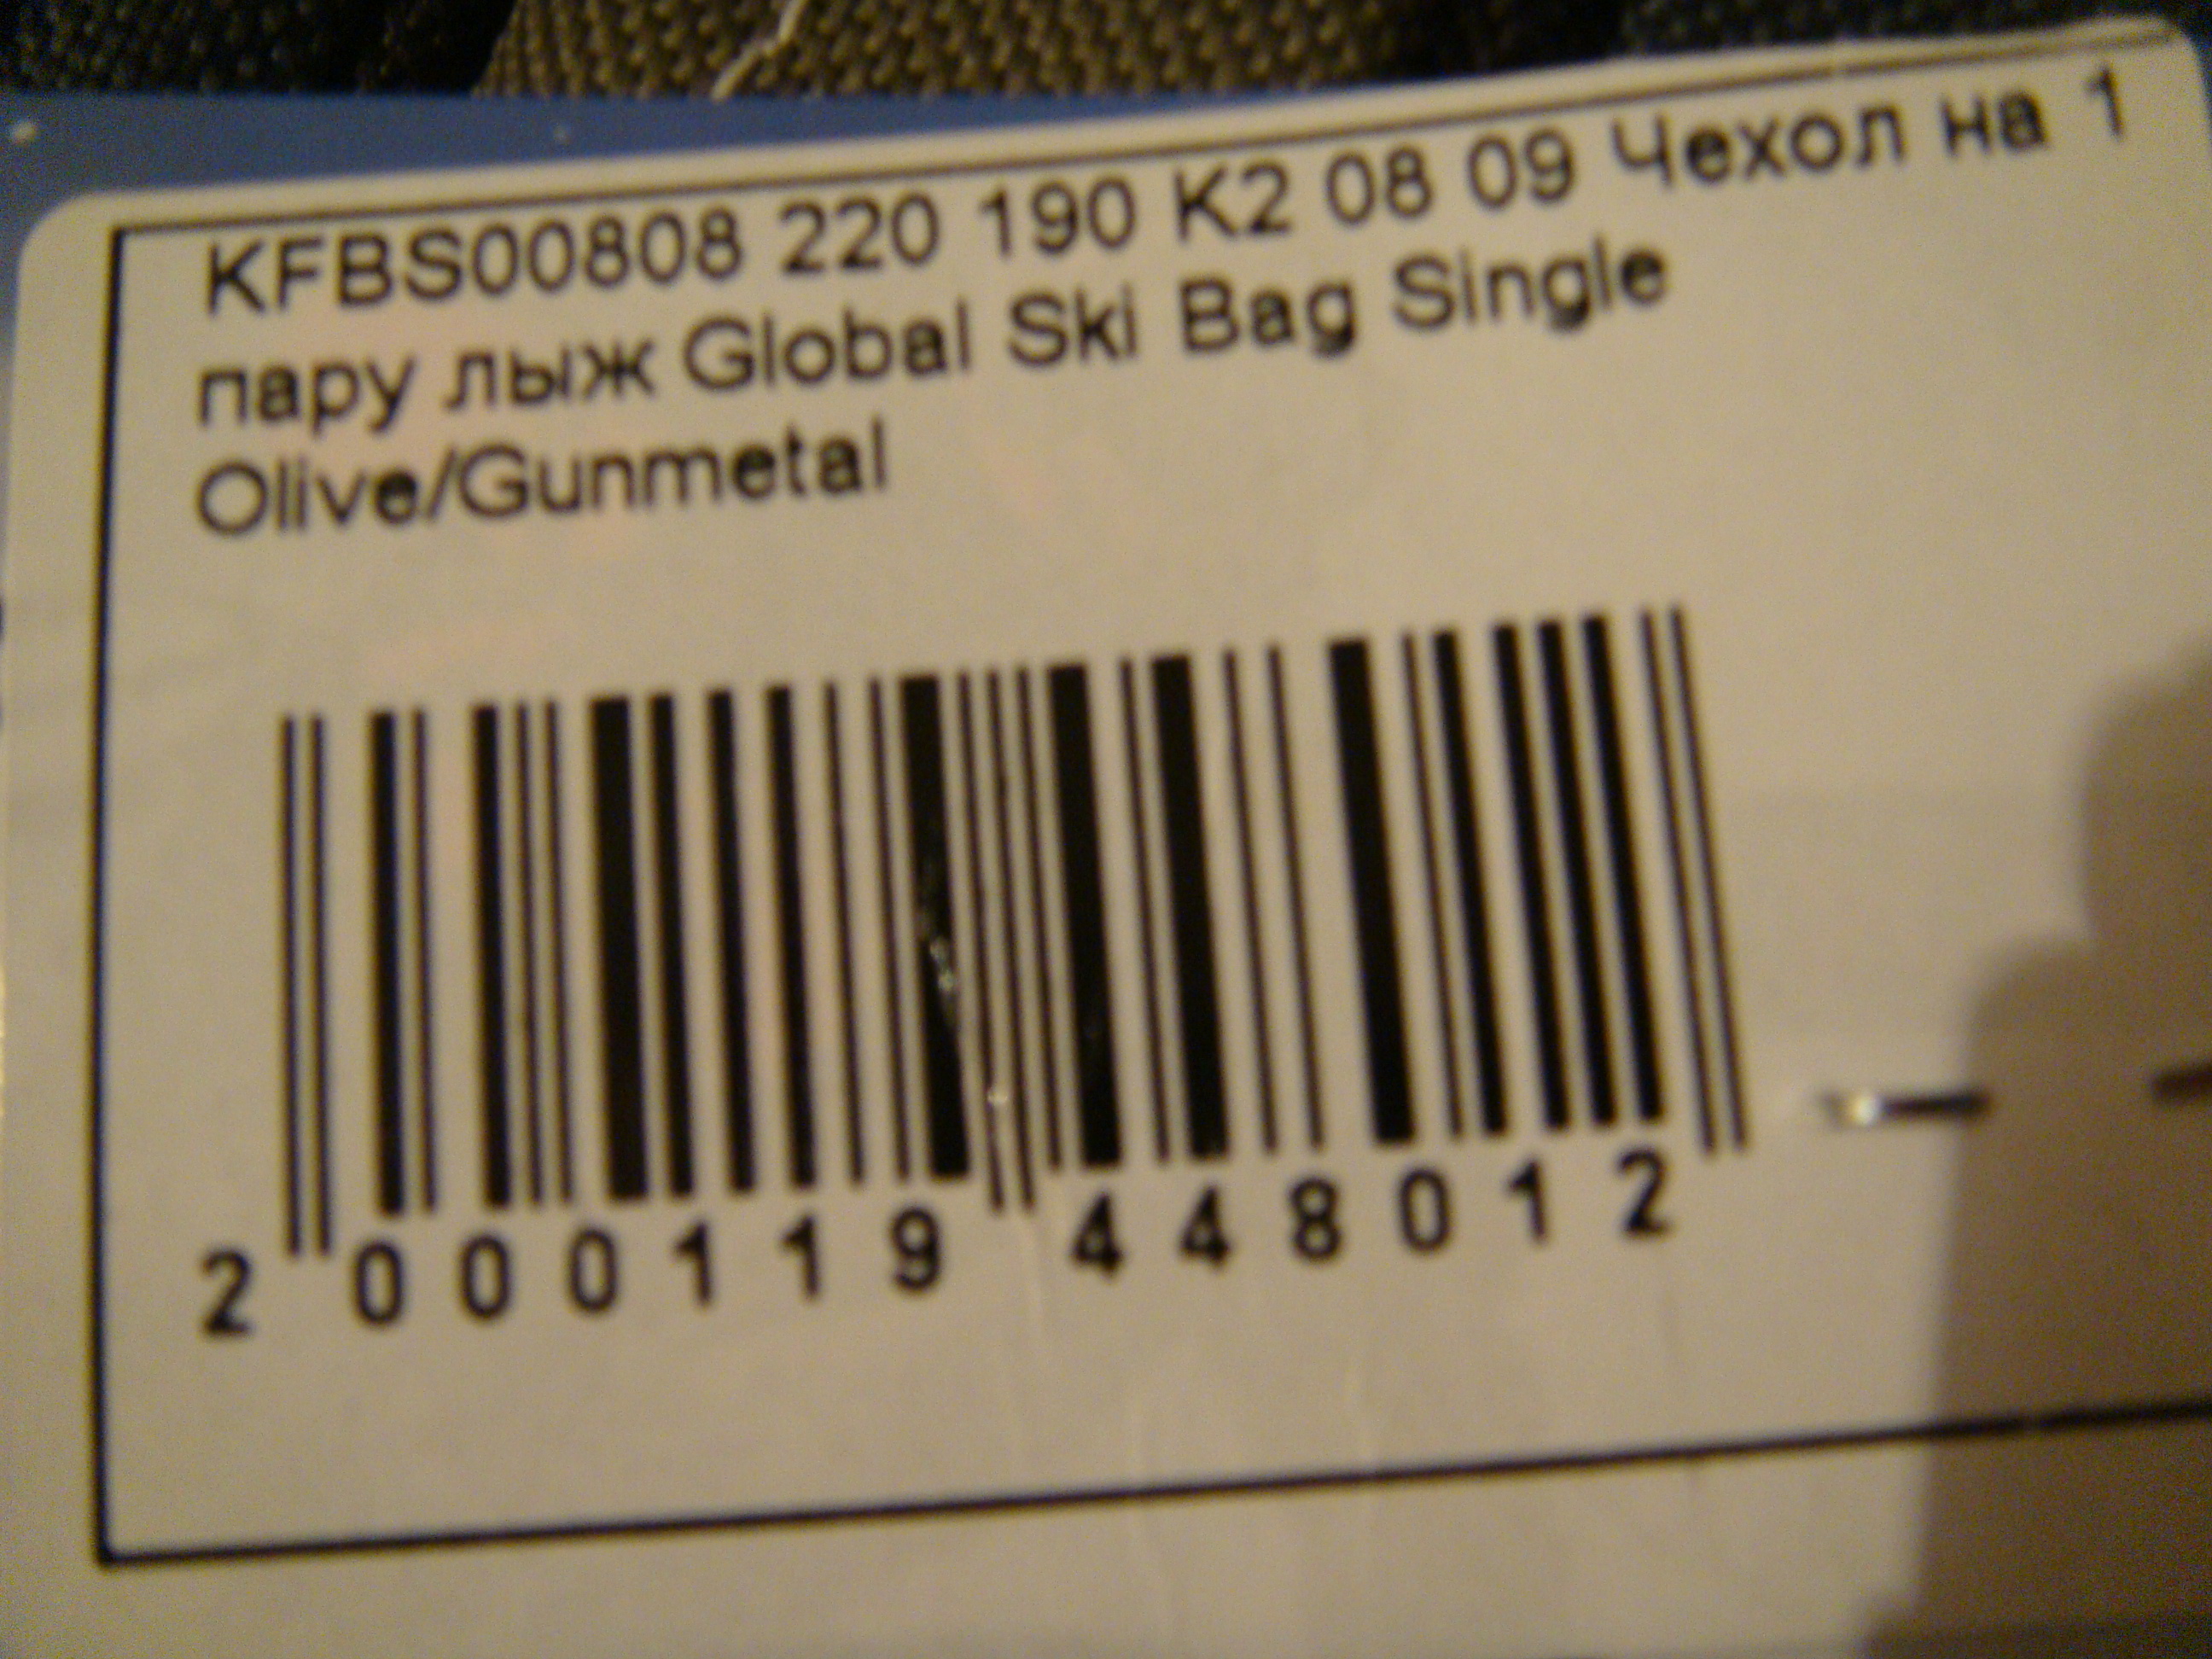 KFBS00808 220 190 K2 08 09 Чехол на 1
пару лыж Global Ski Bag Single
Olive/Gunmetal
2 000119 448012